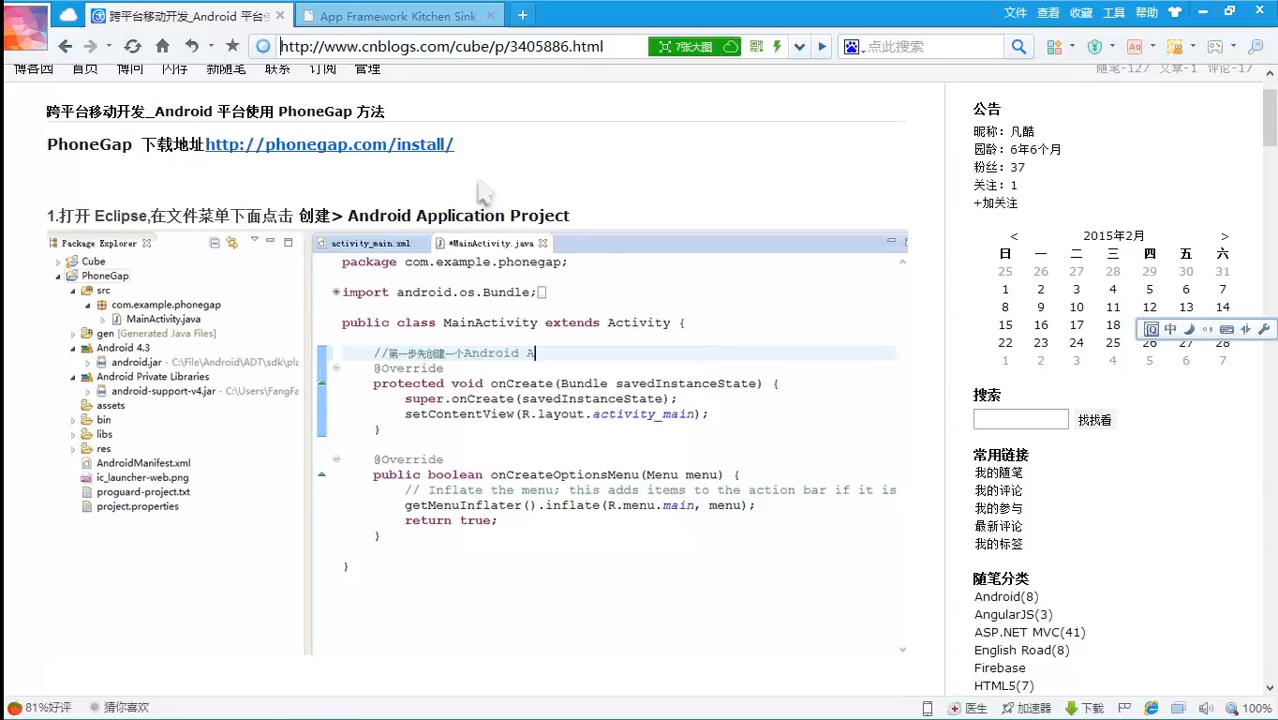 跨平台移动开发_Android 平台使
App Framework Kitchen Sink
文件 查看 收藏 工具 帮助
http://www.cnblogs.com/cube/p/3405886.html
7张大图
点此搜索
博客园 首页 博问 闪存 新随笔 联系 订阅 管理
随笔-127 文章-1 评论-17
跨平台移动开发_Android 平台使用 PhoneGap 方法
PhoneGap 下载地址http://phonegap.com/install/
1.打开 Eclipse,在文件菜单下面点击 创建> Android Application Project
Package Explorer
Cube
PhoneGap
src
com.example.phonegap
MainActivity.java
gen [Generated Java Files]
Android 4.3
android.jar - C:\File\Android\ADT\sdk\pla
Android Private Libraries
android-support-v4.jar - C:\Users\FangFa
assets
bin
libs
res
AndroidManifest.xml
ic_launcher-web.png
proguard-project.txt
project.properties
activity_main.xml
*MainActivity.java
package com.example.phonegap;
import android.os.Bundle;
public class MainActivity extends Activity {
//第一步先创建一个Android A
@Override
protected void onCreate(Bundle savedInstanceState) {
super.onCreate(savedInstanceState);
setContentView(R.layout.activity_main);
}
@Override
public boolean onCreateOptionsMenu(Menu menu) {
// Inflate the menu; this adds items to the action bar if it is
getMenuInflater().inflate(R.menu.main, menu);
return true;
}
}
公告
昵称：凡酷
园龄：6年6个月
粉丝：37
关注：1
+加关注
< 2015年2月 >
日 一 二 三 四 五 六
25 26 27 28 29 30 31
1 2 3 4 5 6 7
8 9 10 11 12 13 14
15 16 17 18
中
22 23 24 25 26 27 28
1 2 3 4 5 6 7
搜索
找找看
常用链接
我的随笔
我的评论
我的参与
最新评论
我的标签
随笔分类
Android(8)
AngularJS(3)
ASP.NET MVC(41)
English Road(8)
Firebase
HTML5(7)
81%好评 猜你喜欢
医生 加速器 下载 100%